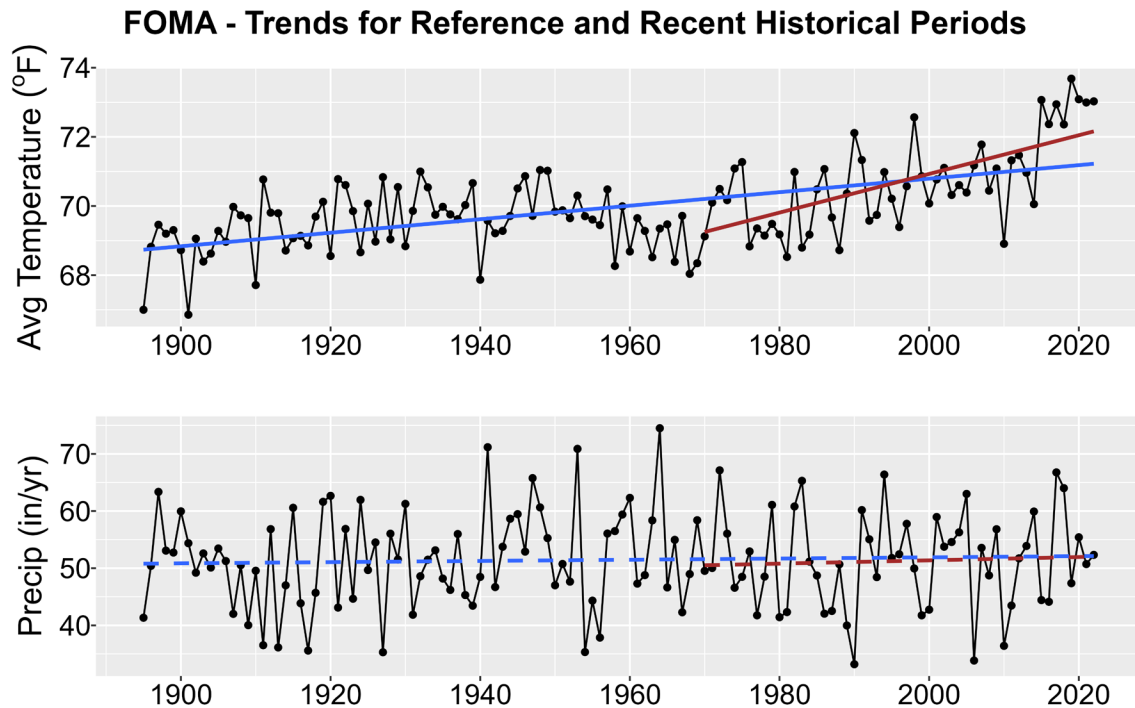 FOMA - Trends for Reference and Recent Historical Periods
Avg Temperature (ºF)
74
72
70
68
1900 1920 1940 1960 1980 2000 2020
Precip (in/yr)
70
60
50
40
1900 1920 1940 1960 1980 2000 2020